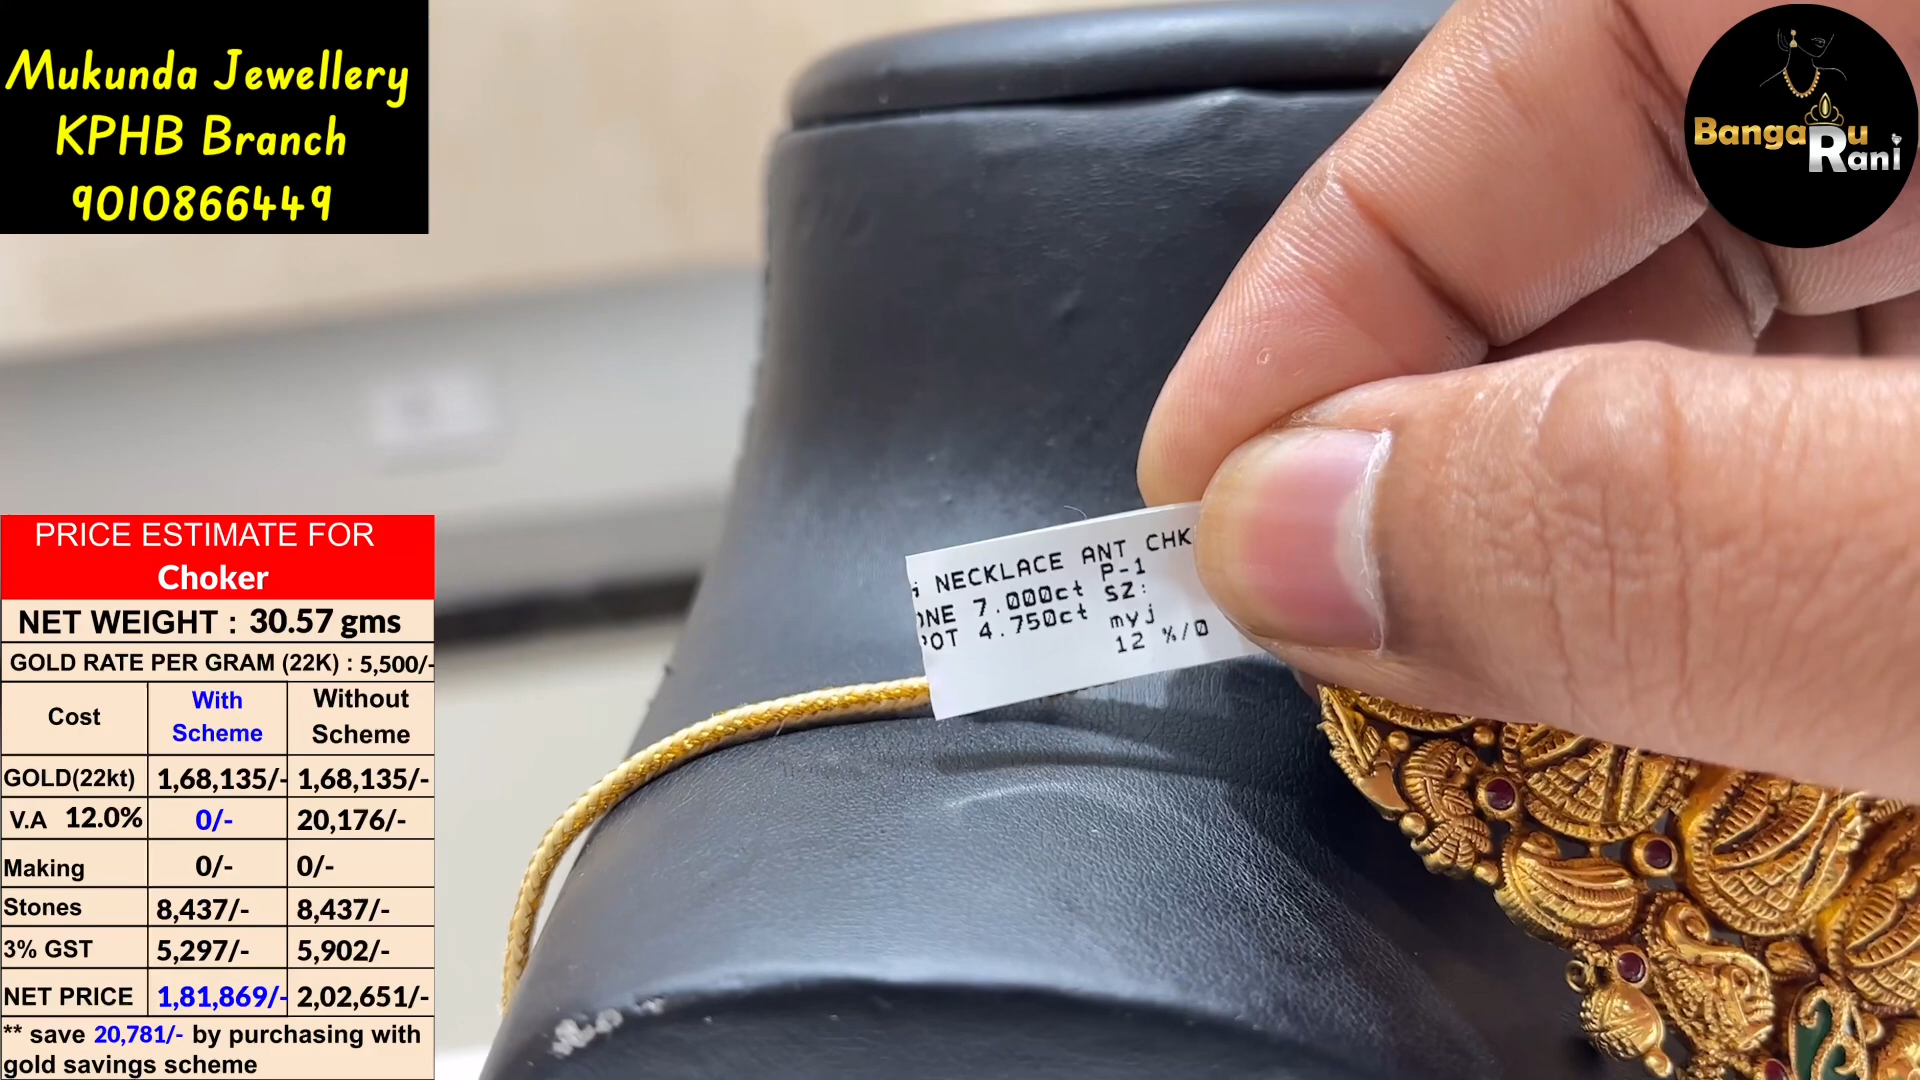 Mukunda Jewellery
KPHB Branch
9010866449
BangaRu
Rani
NECKLACE ANT CHK
P-1
7.000ct SZ:
4.750ct myj
12 %/0
PRICE ESTIMATE FOR
Choker
NET WEIGHT : 30.57 gms
GOLD RATE PER GRAM (22K) : 5,500/-
Cost With Scheme Without Scheme
GOLD(22kt) 1,68,135/- 1,68,135/-
V.A 12.0% 0/- 20,176/-
Making 0/- 0/-
Stones 8,437/- 8,437/-
3% GST 5,297/- 5,902/-
NET PRICE 1,81,869/- 2,02,651/-
** save 20,781/- by purchasing with
gold savings scheme